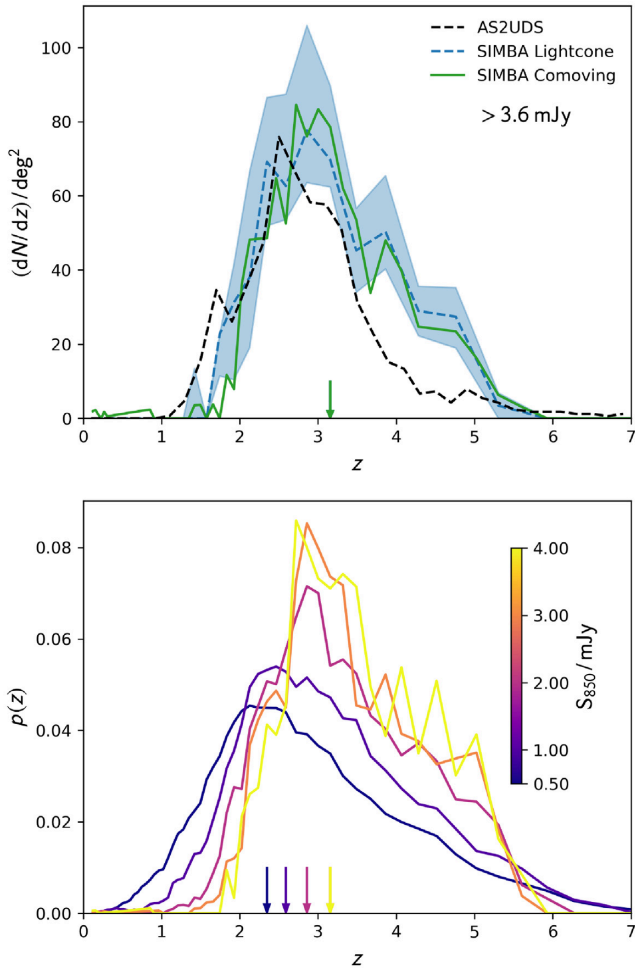 AS2UDS
SIMBA Lightcone
SIMBA Comoving
> 3.6 mJy
(dN/dz)/deg²
100
80
60
40
20
0
0 1 2 3 4 5 6 7
z
p(z)
0.08
0.06
0.04
0.02
0.00
4.00
3.00
2.00
1.00
0.50
S₈₅₀ / mJy
0 1 2 3 4 5 6 7
z